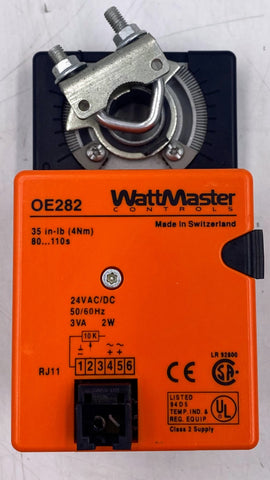 OE282
WattMaster
CONTROLS
35 in-lb (4Nm)
80...110s
Made in Switzerland
24VAC/DC
50/60Hz
3VA 2W
10K
⊥ – ~ ~
+ +
RJ11
1 2 3 4 5 6
LR 92800
CE
SA
LISTED
94D5
TEMP. IND. &
REG. EQUIP
UL
Class 2 Supply